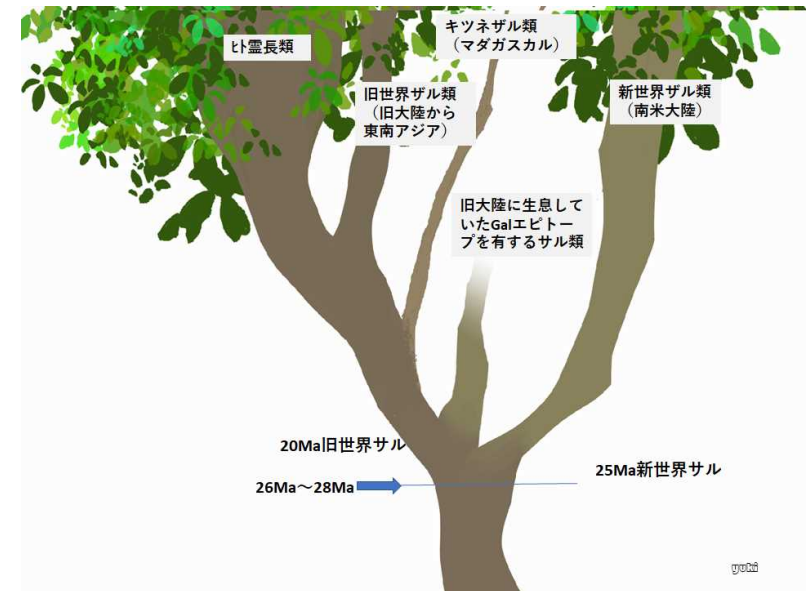 キツネザル類
（マダガスカル）
ﾋﾄ霊長類
旧世界ザル類
（旧大陸から
東南アジア）
新世界ザル類
（南米大陸）
旧大陸に生息して
いたGalエピトー
プを有するサル類
20Ma旧世界サル
25Ma新世界サル
26Ma～28Ma
yuki